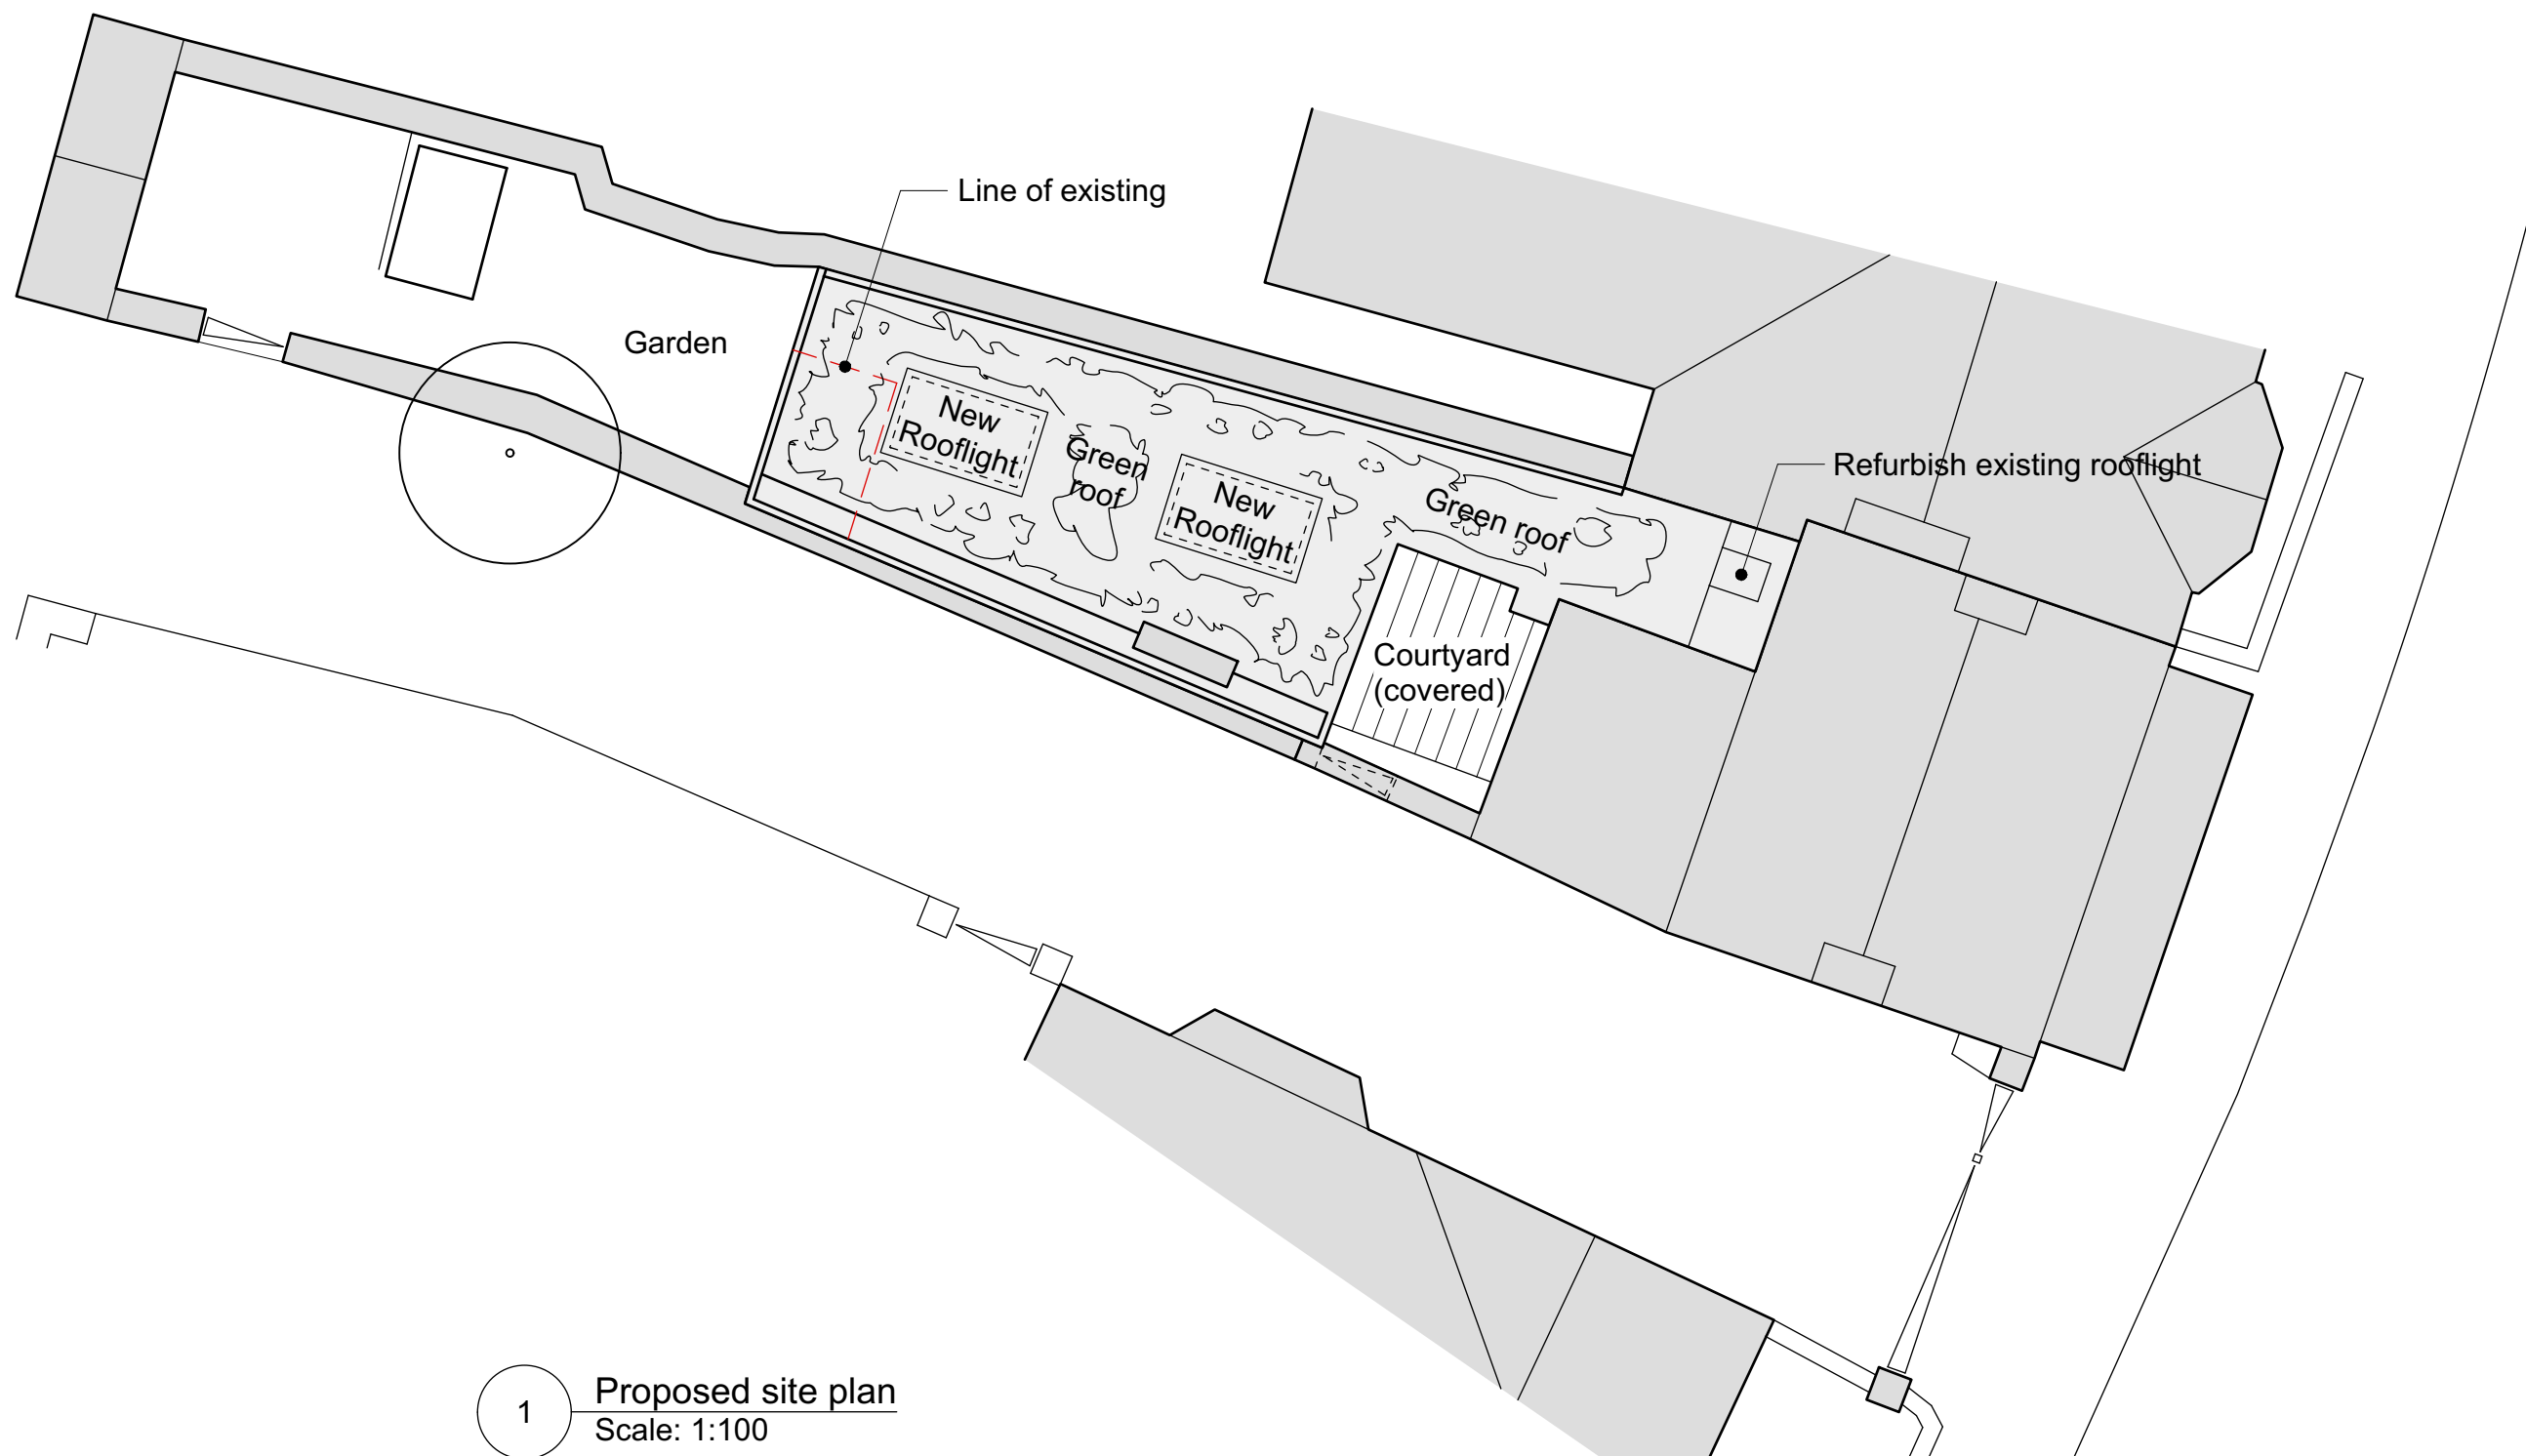 Line of existing
Garden
New
Rooflight
Green
roof
New
Rooflight
Green roof
Refurbish existing rooflight
Courtyard
(covered)
1
Proposed site plan
Scale: 1:100